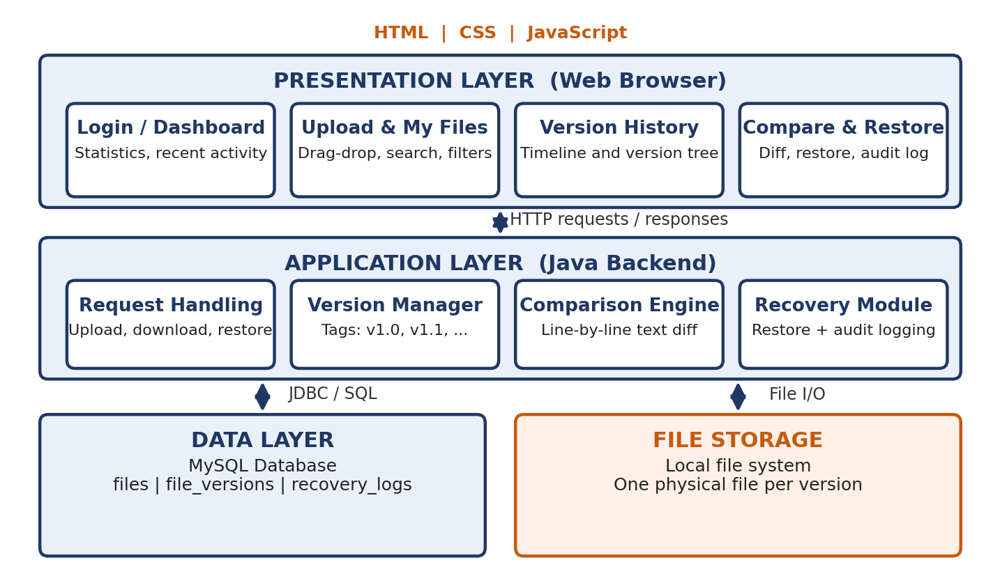 HTML | CSS | JavaScript
PRESENTATION LAYER (Web Browser)
Login / Dashboard
Statistics, recent activity
Upload & My Files
Drag-drop, search, filters
Version History
Timeline and version tree
Compare & Restore
Diff, restore, audit log
HTTP requests / responses
APPLICATION LAYER (Java Backend)
Request Handling
Upload, download, restore
Version Manager
Tags: v1.0, v1.1, ...
Comparison Engine
Line-by-line text diff
Recovery Module
Restore + audit logging
JDBC / SQL
File I/O
DATA LAYER
MySQL Database
files | file_versions | recovery_logs
FILE STORAGE
Local file system
One physical file per version